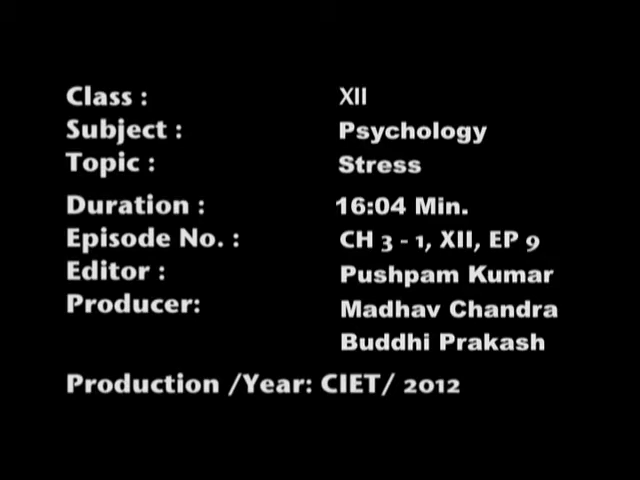 Class : XII
Subject : Psychology
Topic : Stress
Duration : 16:04 Min.
Episode No. : CH 3 - 1, XII, EP 9
Editor : Pushpam Kumar
Producer: Madhav Chandra
Buddhi Prakash
Production /Year: CIET/ 2012